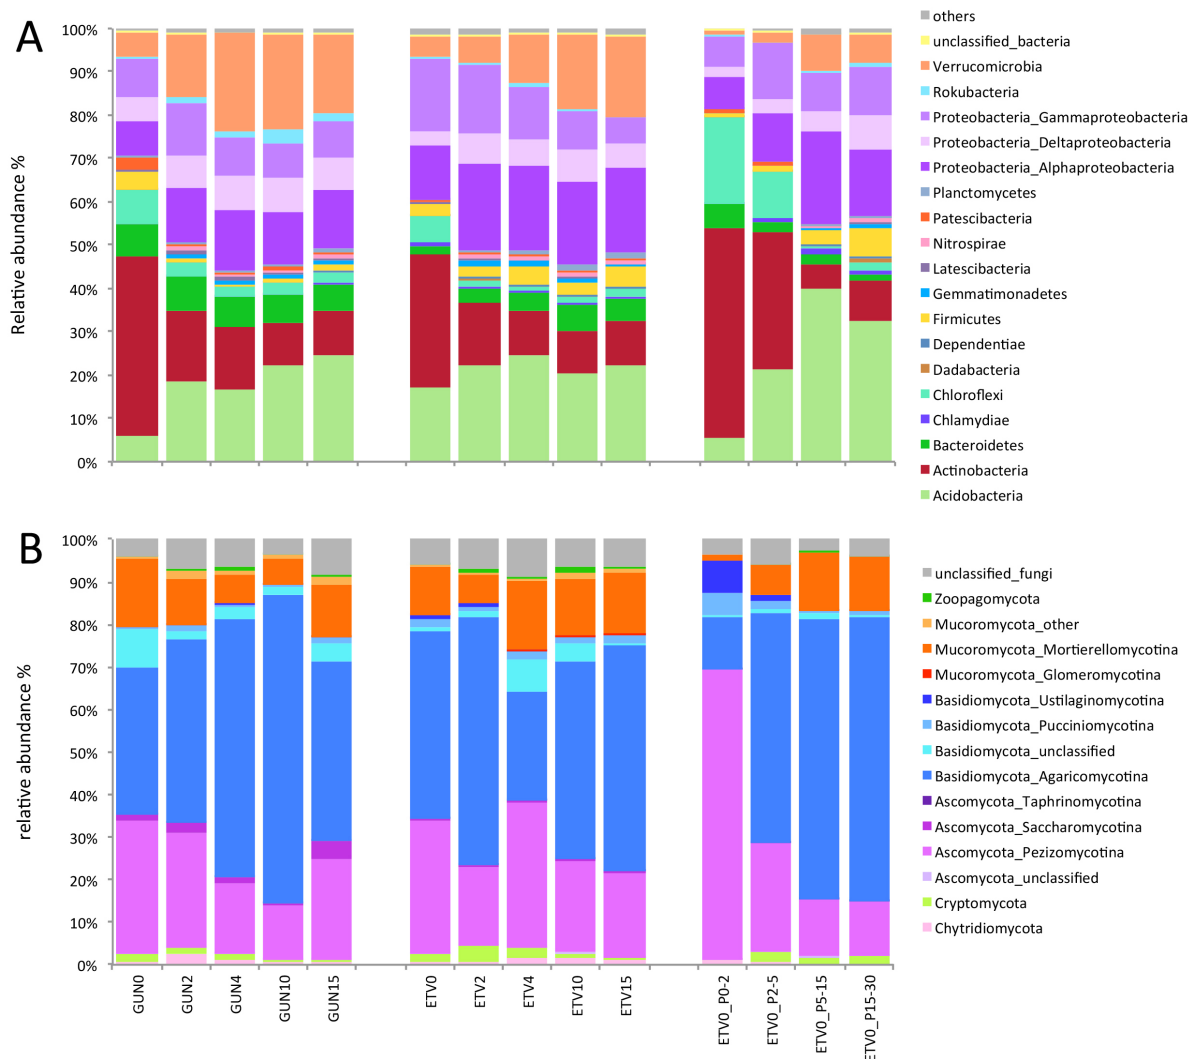 A
Relative abundance %
100%
90%
80%
70%
60%
50%
40%
30%
20%
10%
0%
others
unclassified_bacteria
Verrucomicrobia
Rokubacteria
Proteobacteria_Gammaproteobacteria
Proteobacteria_Deltaproteobacteria
Proteobacteria_Alphaproteobacteria
Planctomycetes
Patescibacteria
Nitrospirae
Latescibacteria
Gemmatimonadetes
Firmicutes
Dependentiae
Dadabacteria
Chloroflexi
Chlamydiae
Bacteroidetes
Actinobacteria
Acidobacteria
B
relative abundance %
100%
90%
80%
70%
60%
50%
40%
30%
20%
10%
0%
unclassified_fungi
Zoopagomycota
Mucoromycota_other
Mucoromycota_Mortierellomycotina
Mucoromycota_Glomeromycotina
Basidiomycota_Ustilaginomycotina
Basidiomycota_Pucciniomycotina
Basidiomycota_unclassified
Basidiomycota_Agaricomycotina
Ascomycota_Taphrinomycotina
Ascomycota_Saccharomycotina
Ascomycota_Pezizomycotina
Ascomycota_unclassified
Cryptomycota
Chytridiomycota
GUN0
GUN2
GUN4
GUN10
GUN15
ETV0
ETV2
ETV4
ETV10
ETV15
ETV0_P0-2
ETV0_P2-5
ETV0_P5-15
ETV0_P15-30